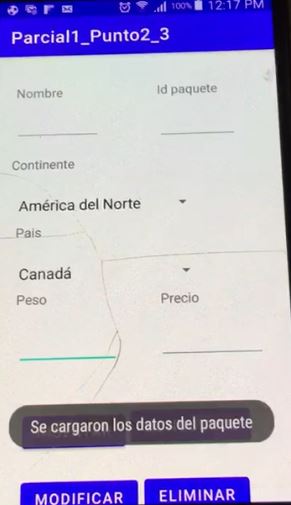 100% 12:17 PM
Parcial1_Punto2_3
Nombre Id paquete
Continente
América del Norte
Pais
Canadá
Peso Precio
Se cargaron los datos del paquete
MODIFICAR ELIMINAR